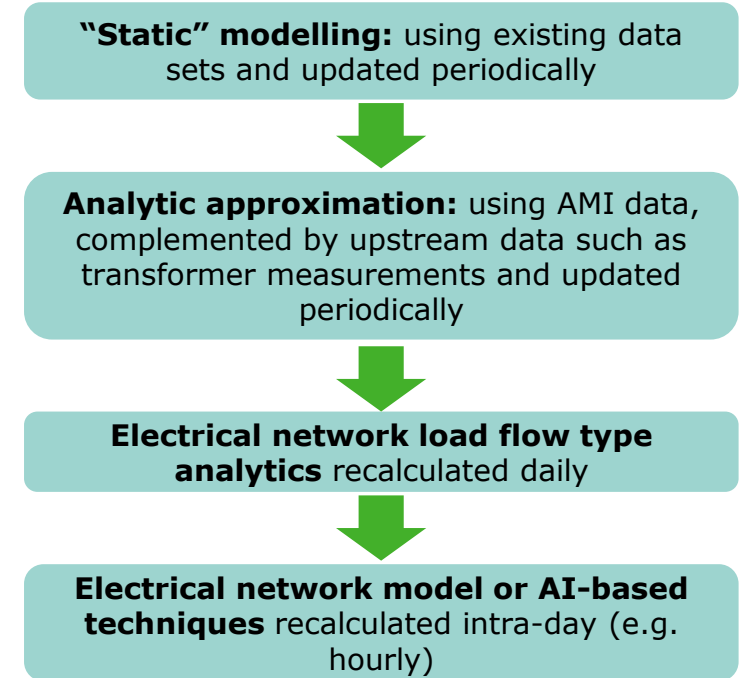 “Static” modelling: using existing data
sets and updated periodically
Analytic approximation: using AMI data,
complemented by upstream data such as
transformer measurements and updated
periodically
Electrical network load flow type
analytics recalculated daily
Electrical network model or AI-based
techniques recalculated intra-day (e.g.
hourly)